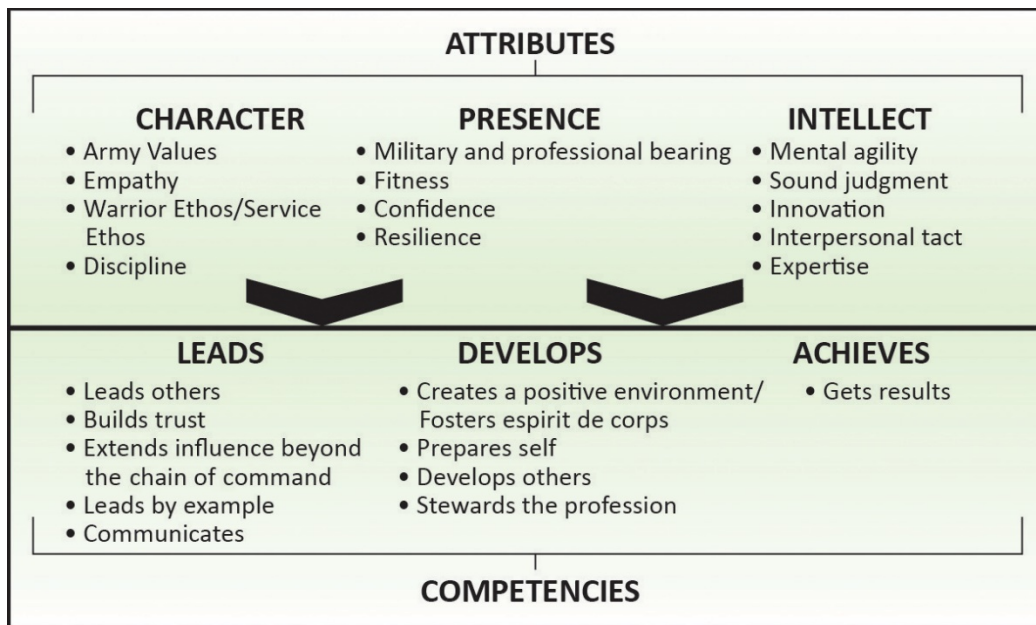 ATTRIBUTES
CHARACTER
• Army Values
• Empathy
• Warrior Ethos/Service
Ethos
• Discipline
PRESENCE
• Military and professional bearing
• Fitness
• Confidence
• Resilience
INTELLECT
• Mental agility
• Sound judgment
• Innovation
• Interpersonal tact
• Expertise
LEADS
• Leads others
• Builds trust
• Extends influence beyond
the chain of command
• Leads by example
• Communicates
DEVELOPS
• Creates a positive environment/
Fosters espirit de corps
• Prepares self
• Develops others
• Stewards the profession
ACHIEVES
• Gets results
COMPETENCIES